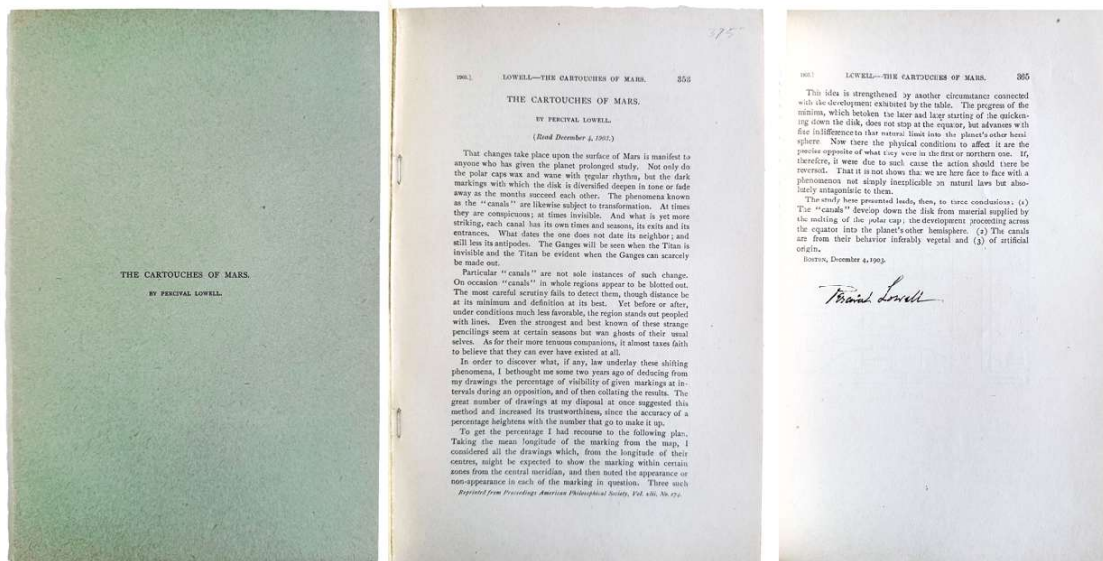 THE CARTOUCHES OF MARS.
BY PERCIVAL LOWELL.
395
1903.] LOWELL—THE CARTOUCHES OF MARS. 353
THE CARTOUCHES OF MARS.
BY PERCIVAL LOWELL.
(Read December 4, 1903.)
That changes take place upon the surface of Mars is manifest to
anyone who has given the planet prolonged study. Not only do
the polar caps wax and wane with regular rhythm, but the dark
markings with which the disk is diversified deepen in tone or fade
away as the months succeed each other. The phenomena known
as the "canals" are likewise subject to transformation. At times
they are conspicuous; at times invisible. And what is yet more
striking, each canal has its own times and seasons, its exits and its
entrances. What dates the one does not date its neighbor; and
still less its antipodes. The Ganges will be seen when the Titan is
invisible and the Titan be evident when the Ganges can scarcely
be made out.
Particular "canals" are not sole instances of such change.
On occasion "canals" in whole regions appear to be blotted out.
The most careful scrutiny fails to detect them, though distance be
at its minimum and definition at its best. Yet before or after,
under conditions much less favorable, the region stands out peopled
with lines. Even the strongest and best known of these strange
pencilings seem at certain seasons but wan ghosts of their usual
selves. As for their more tenuous companions, it almost taxes faith
to believe that they can ever have existed at all.
In order to discover what, if any, law underlay these shifting
phenomena, I bethought me some two years ago of deducing from
my drawings the percentage of visibility of given markings at in-
tervals during an opposition, and of then collating the results. The
great number of drawings at my disposal at once suggested this
method and increased its trustworthiness, since the accuracy of a
percentage heightens with the number that go to make it up.
To get the percentage I had recourse to the following plan.
Taking the mean longitude of the marking from the map, I
considered all the drawings which, from the longitude of their
centres, might be expected to show the marking within certain
zones from the central meridian, and then noted the appearance or
non-appearance in each of the marking in question. Three such
Reprinted from Proceedings American Philosophical Society, Vol. xlii, No. 174.
1903.] LOWELL—THE CARTOUCHES OF MARS. 365
This idea is strengthened by another circumstance connected
with the development exhibited by the table. The progress of the
minima, which betoken the later and later starting of the quicken-
ing down the disk, does not stop at the equator, but advances with
fine indifference to that natural limit into the planet's other hemi
sphere Now there the physical conditions to affect it are the
precise opposite of what they were in the first or northern one. If,
therefore, it were due to such cause the action should there be
reversed. That it is not shows that we are here face to face with a
phenomenon not simply inexplicable on natural laws but abso-
lutely antagonistic to them.
The study here presented leads, then, to three conclusions: (1)
The "canals" develop down the disk from material supplied by
the melting of the polar cap; the development proceeding across
the equator into the planet's other hemisphere. (2) The canals
are from their behavior inferably vegetal and (3) of artificial
origin.
BOSTON, December 4, 1903.
Percival Lowell